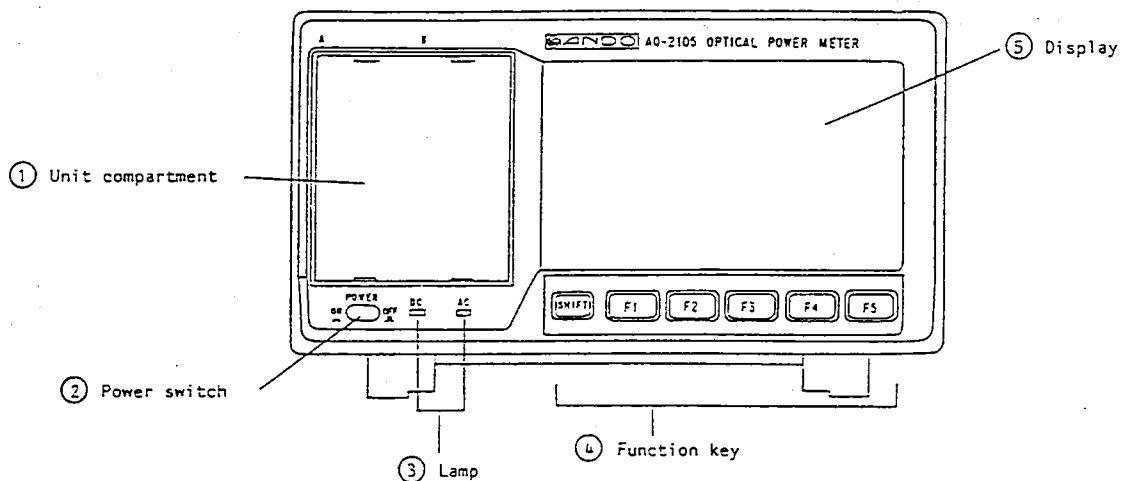 A B
ANDO AQ-2105 OPTICAL POWER METER
⑤ Display
① Unit compartment
POWER
ON OFF
DC AC
SHIFT F1 F2 F3 F4 F5
② Power switch
④ Function key
③ Lamp